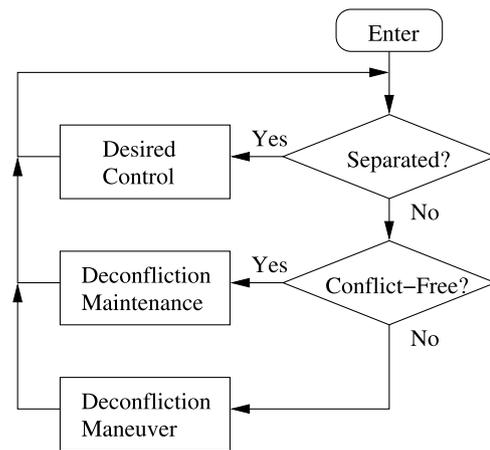 Enter
Yes
Desired
Control
Separated?
No
Yes
Deconfliction
Maintenance
Conflict−Free?
No
Deconfliction
Maneuver